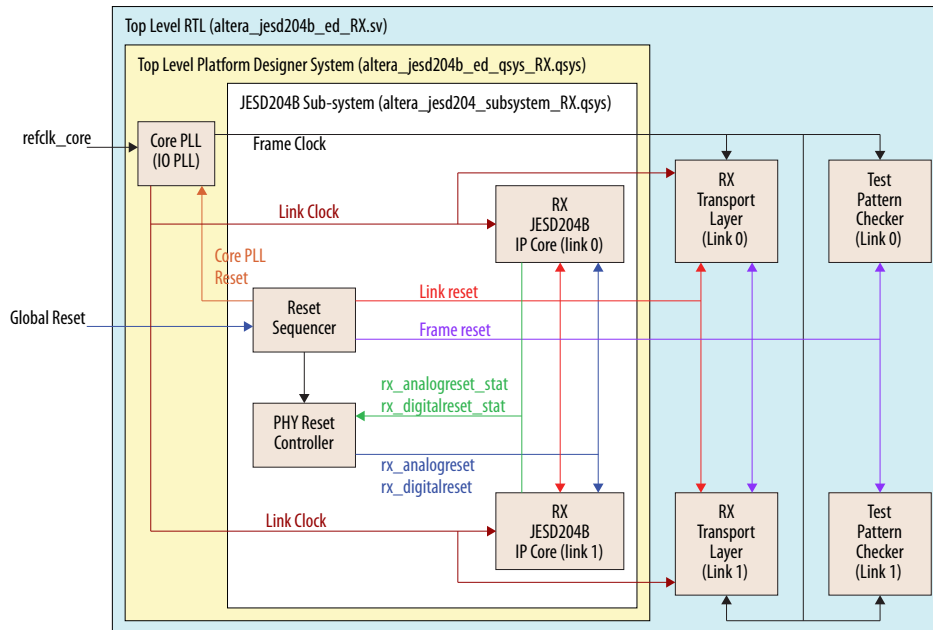 Top Level RTL (altera_jesd204b_ed_RX.sv)
Top Level Platform Designer System (altera_jesd204b_ed_qsys_RX.qsys)
JESD204B Sub-system (altera_jesd204_subsystem_RX.qsys)
refclk_core
Core PLL
(IO PLL)
Frame Clock
RX
Transport
Layer
(Link 0)
Test
Pattern
Checker
(Link 0)
Link Clock
RX
JESD204B
IP Core (link 0)
Core PLL
Reset
Link reset
Global Reset
Reset
Sequencer
Frame reset
rx_analogreset_stat
rx_digitalreset_stat
PHY Reset
Controller
rx_analogreset
rx_digitalreset
Link Clock
RX
JESD204B
IP Core (link 1)
RX
Transport
Layer
(Link 1)
Test
Pattern
Checker
(Link 1)